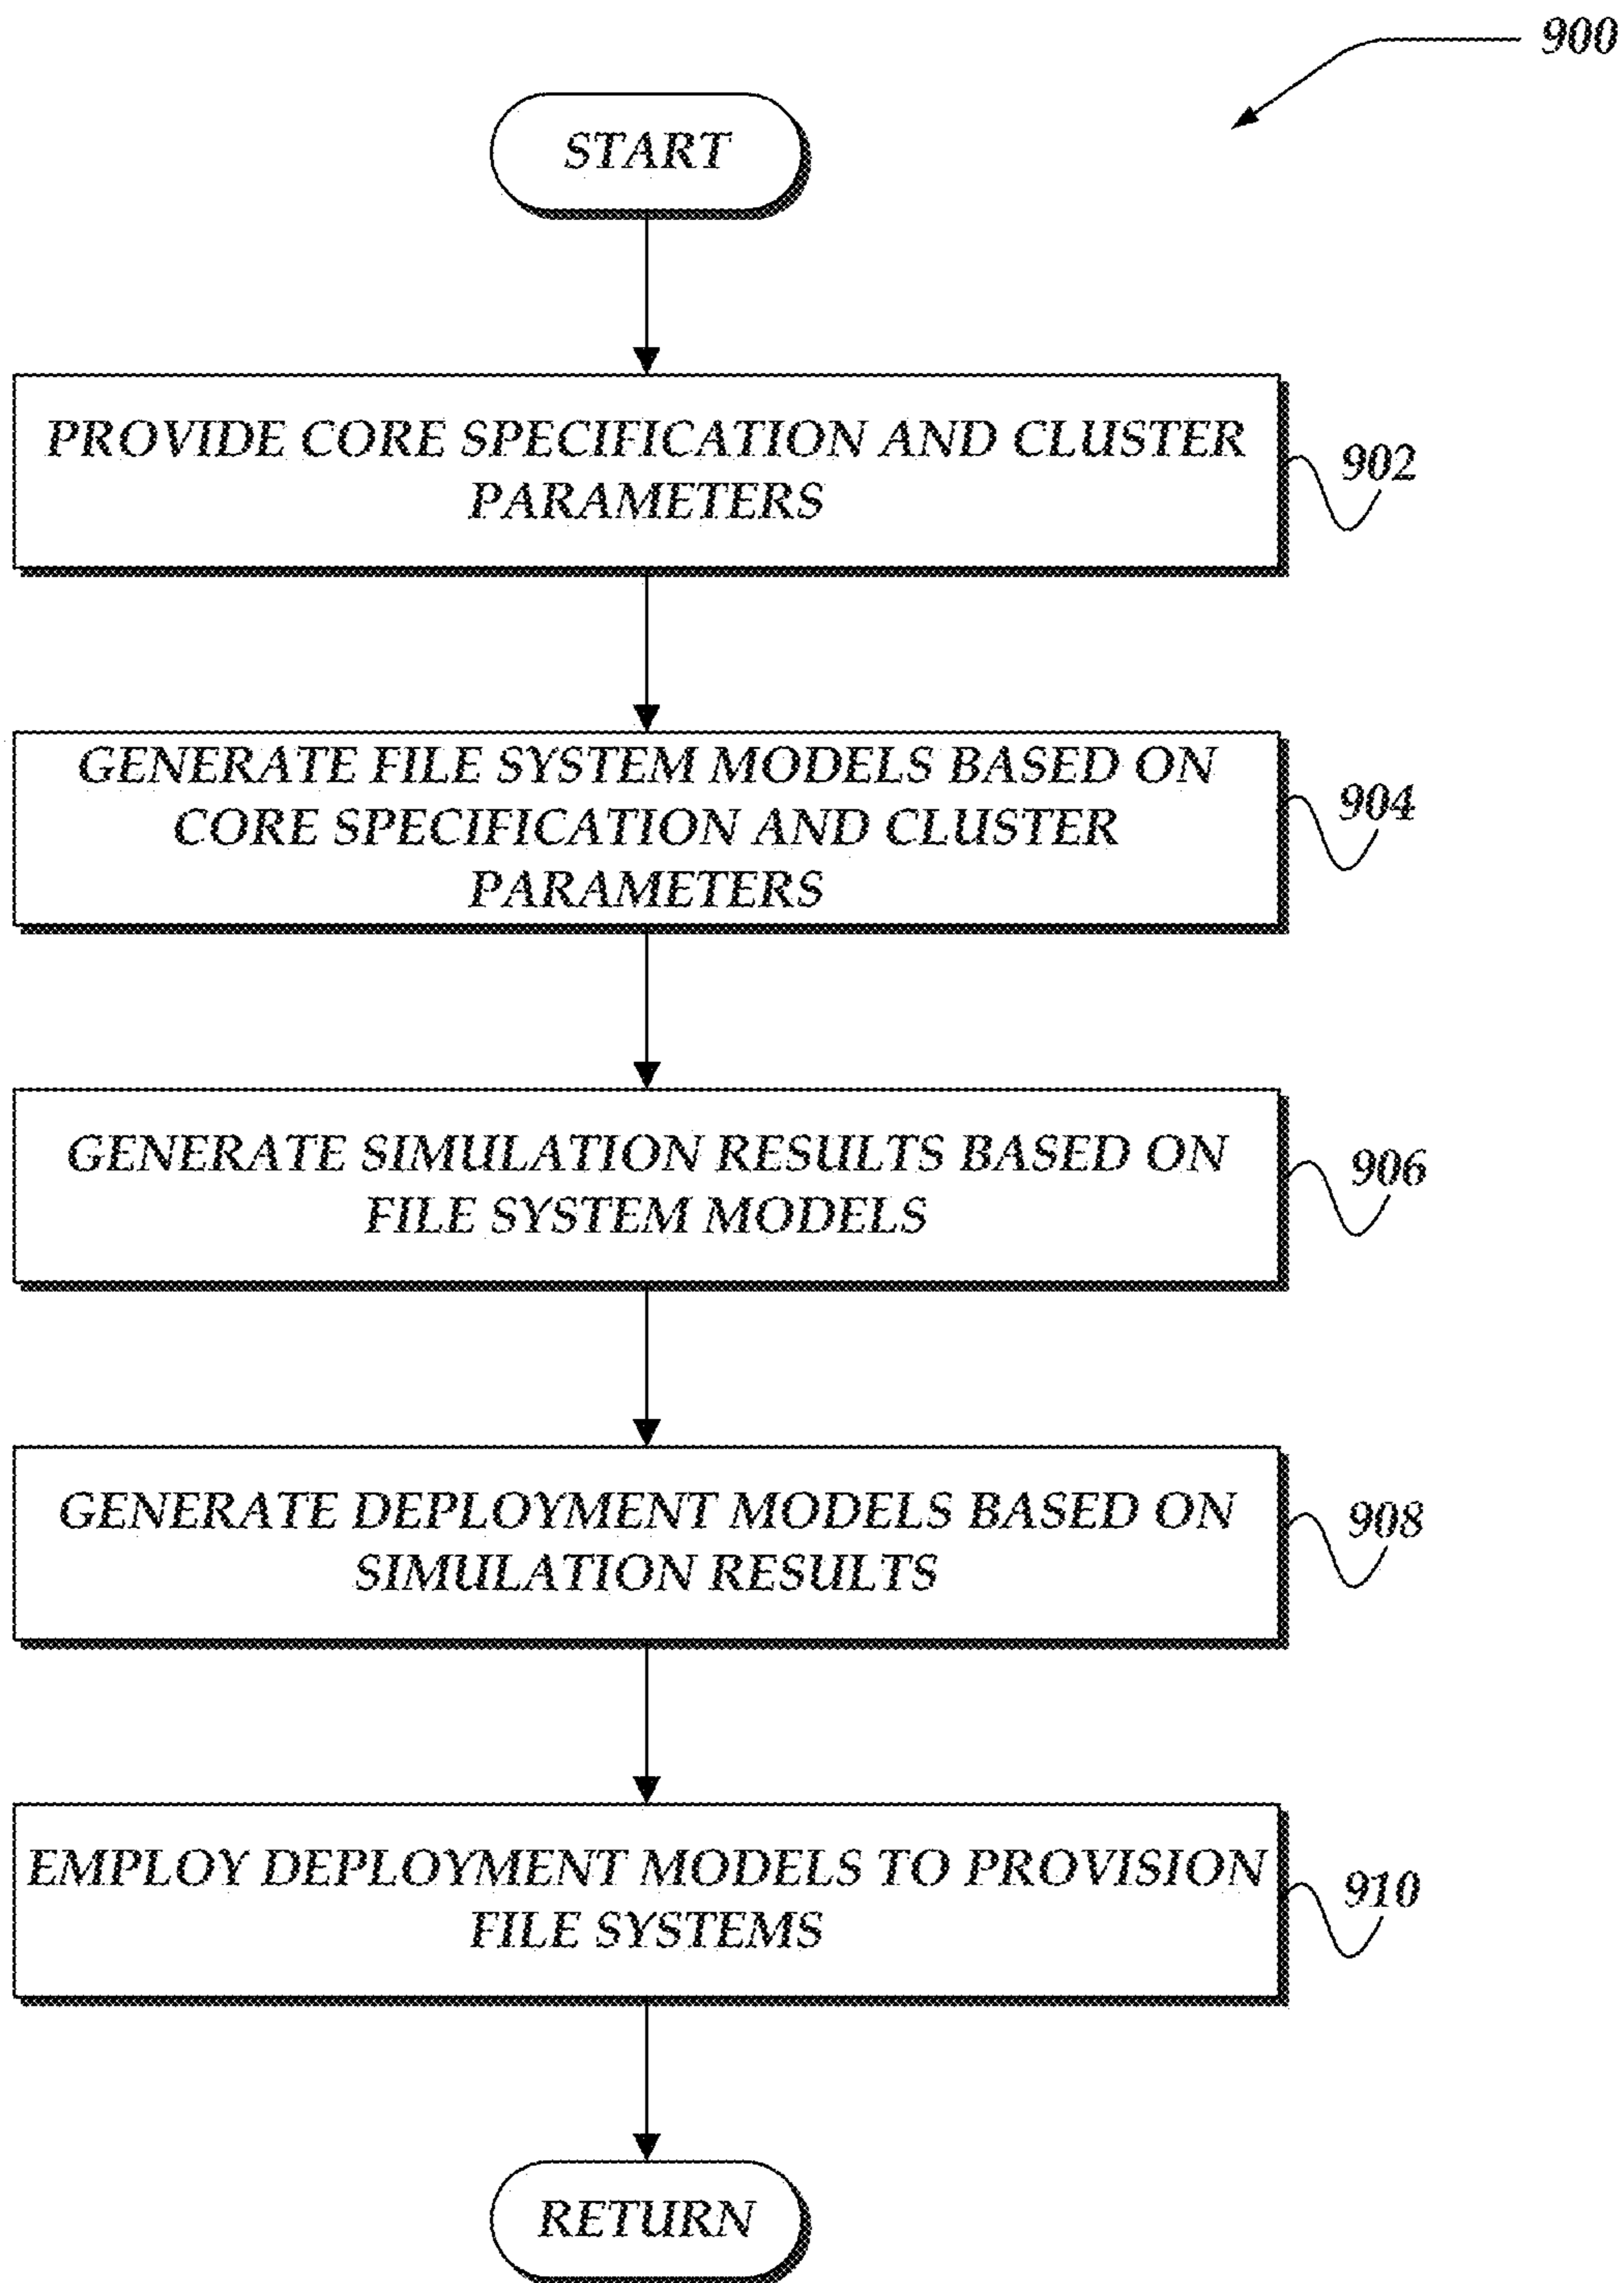 900
START
PROVIDE CORE SPECIFICATION AND CLUSTER
PARAMETERS
902
GENERATE FILE SYSTEM MODELS BASED ON
CORE SPECIFICATION AND CLUSTER
PARAMETERS
904
GENERATE SIMULATION RESULTS BASED ON
FILE SYSTEM MODELS
906
GENERATE DEPLOYMENT MODELS BASED ON
SIMULATION RESULTS
908
EMPLOY DEPLOYMENT MODELS TO PROVISION
FILE SYSTEMS
910
RETURN